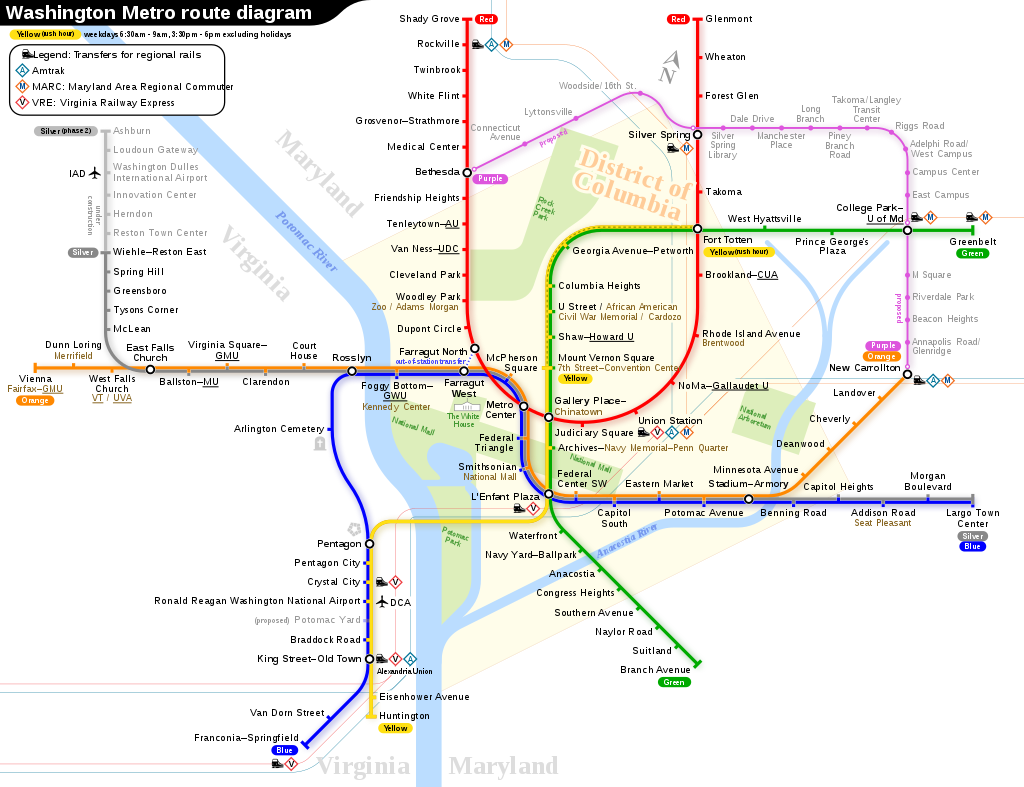 Washington Metro route diagram
Yellow (rush hour) weekdays 6:30am - 9am, 3:30pm - 6pm excluding holidays
Legend: Transfers for regional rails
A Amtrak
M MARC: Maryland Area Regional Commuter
V VRE: Virginia Railway Express
Silver (phase 2)
Ashburn
Loudoun Gateway
Washington Dulles
International Airport
IAD
Innovation Center
Herndon
Reston Town Center
under
construction
Silver
Wiehle–Reston East
Spring Hill
Greensboro
Tysons Corner
McLean
East Falls
Church
Dunn Loring
Merrifield
Vienna
Fairfax–GMU
Orange
West Falls
Church
VT / UVA
Virginia Square–
GMU
Ballston–MU
Court
House
Clarendon
Rosslyn
Maryland
Virginia
Potomac River
Shady Grove
Red
Rockville
A
M
Twinbrook
White Flint
Grosvenor–Strathmore
Medical Center
Bethesda
Purple
Friendship Heights
Tenleytown–AU
Van Ness–UDC
Cleveland Park
Woodley Park
Zoo / Adams Morgan
Dupont Circle
Farragut North
out-of-station transfer
Foggy Bottom–
GWU
Kennedy Center
Farragut
West
The White
House
McPherson
Square
Metro
Center
Federal
Triangle
Smithsonian
National Mall
National Mall
National Mall
L'Enfant Plaza
V
Red
Glenmont
Wheaton
Forest Glen
Silver Spring
M
Takoma
Fort Totten
Yellow (rush hour)
Brookland–CUA
Rhode Island Avenue
Brentwood
NoMa–Gallaudet U
Union Station
V
A
M
Judiciary Square
Gallery Place–
Chinatown
Connecticut
Avenue
Lyttonsville
Woodside/16th St.
proposed
N
Silver
Spring
Library
Dale Drive
Manchester
Place
Long
Branch
Piney
Branch
Road
Takoma/Langley
Transit
Center
Riggs Road
Adelphi Road/
West Campus
Campus Center
East Campus
College Park–
U of Md
M
Greenbelt
M
Green
Prince George's
Plaza
West Hyattsville
M Square
Riverdale Park
Beacon Heights
Annapolis Road/
Glenridge
proposed
Purple
Orange
New Carrollton
A
M
Landover
Cheverly
Deanwood
Minnesota Avenue
Stadium–Armory
District of
Columbia
Rock
Creek
Park
Georgia Avenue–Petworth
Columbia Heights
U Street / African American
Civil War Memorial / Cardozo
Shaw–Howard U
Mount Vernon Square
7th Street–Convention Center
Yellow
Archives–Navy Memorial–Penn Quarter
National
Arboretum
Federal
Center SW
Capitol
South
Eastern Market
Potomac Avenue
Benning Road
Capitol Heights
Addison Road
Seat Pleasant
Morgan
Boulevard
Largo Town
Center
Silver
Blue
Arlington Cemetery
Pentagon
Pentagon City
Crystal City
V
Ronald Reagan Washington National Airport
DCA
(proposed) Potomac Yard
Braddock Road
King Street–Old Town
V
A
Alexandria Union
Eisenhower Avenue
Huntington
Yellow
Van Dorn Street
Franconia–Springfield
Blue
V
Potomac
Park
Anacostia River
Waterfront
Navy Yard–Ballpark
Anacostia
Congress Heights
Southern Avenue
Naylor Road
Suitland
Branch Avenue
Green
Virginia
Maryland